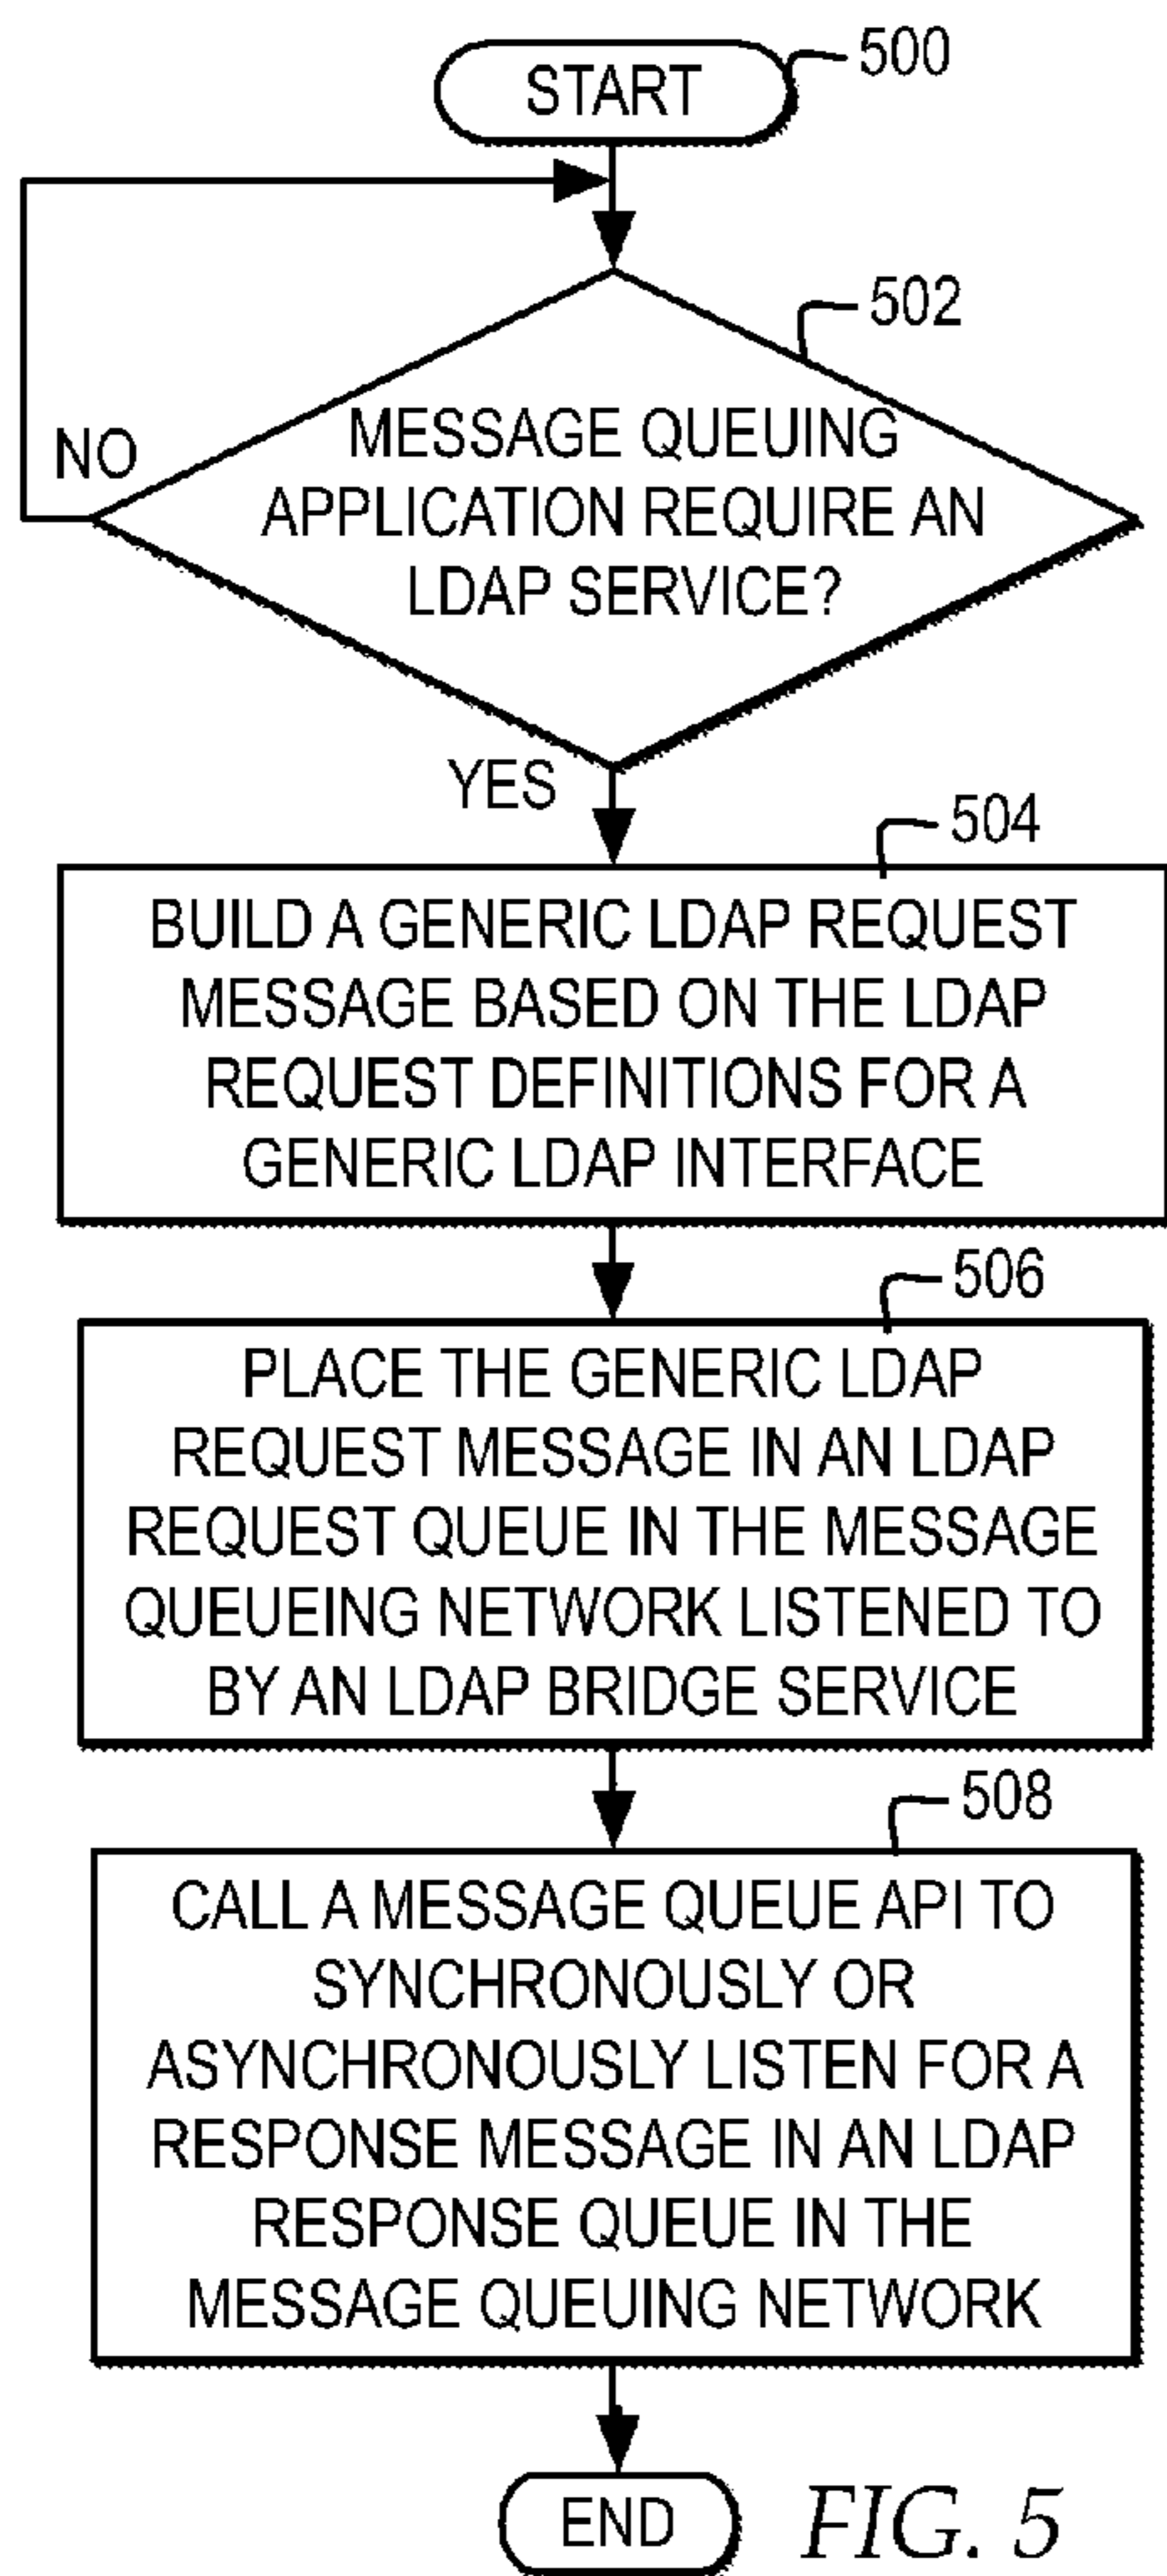 START
500
502
MESSAGE QUEUING
APPLICATION REQUIRE AN
LDAP SERVICE?
NO
YES
504
BUILD A GENERIC LDAP REQUEST
MESSAGE BASED ON THE LDAP
REQUEST DEFINITIONS FOR A
GENERIC LDAP INTERFACE
506
PLACE THE GENERIC LDAP
REQUEST MESSAGE IN AN LDAP
REQUEST QUEUE IN THE MESSAGE
QUEUEING NETWORK LISTENED TO
BY AN LDAP BRIDGE SERVICE
508
CALL A MESSAGE QUEUE API TO
SYNCHRONOUSLY OR
ASYNCHRONOUSLY LISTEN FOR A
RESPONSE MESSAGE IN AN LDAP
RESPONSE QUEUE IN THE
MESSAGE QUEUING NETWORK
END
FIG. 5